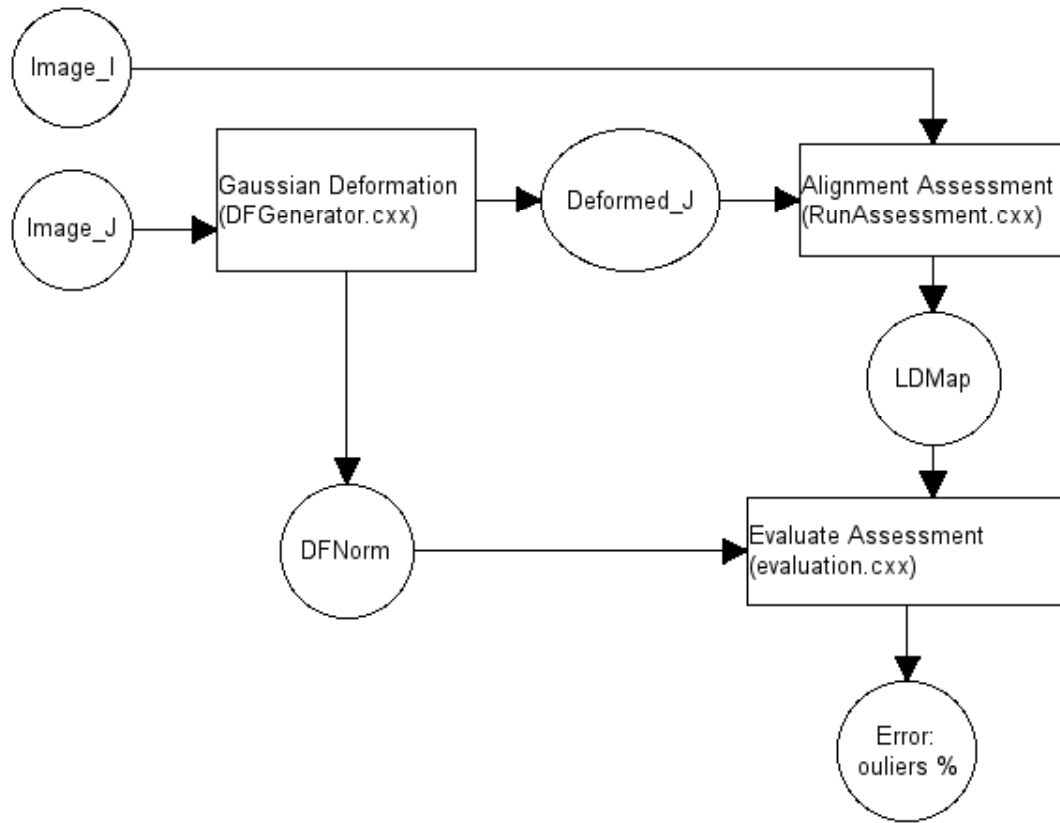 Image_I
Image_J
Gaussian Deformation
(DFGenerator.cxx)
Deformed_J
Alignment Assessment
(RunAssessment.cxx)
LDMap
DFNorm
Evaluate Assessment
(evaluation.cxx)
Error:
ouliers %